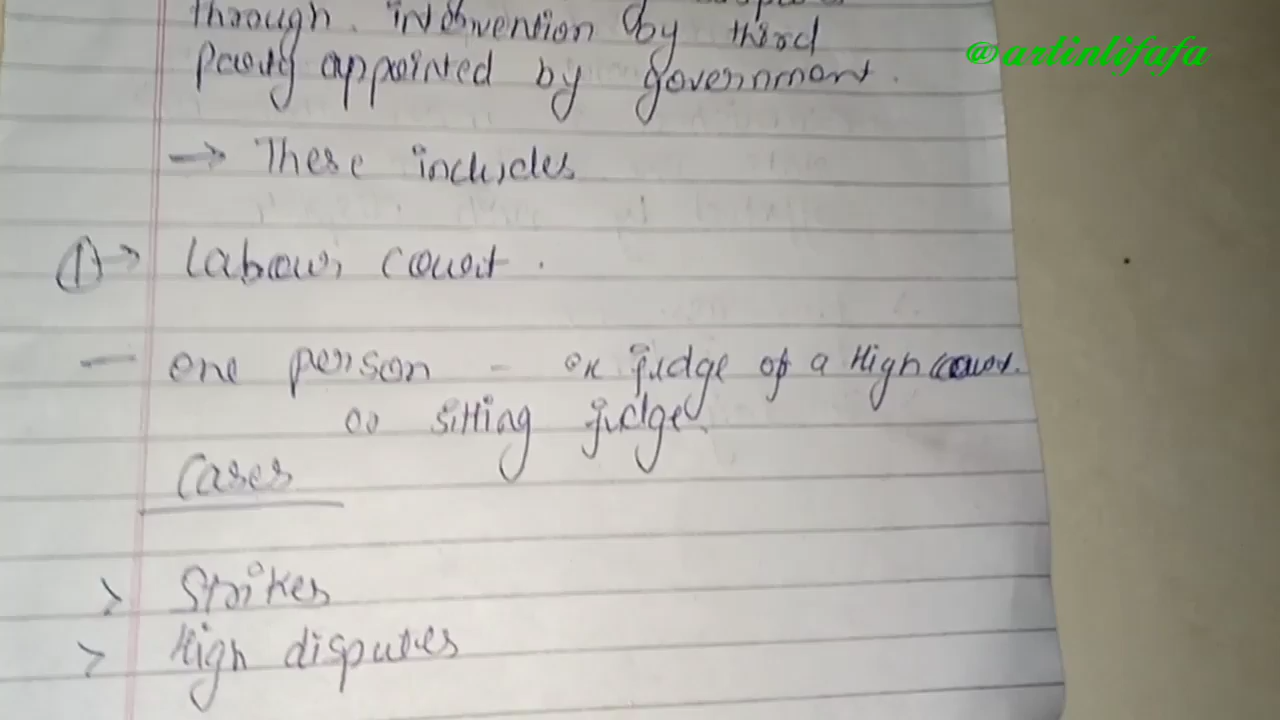 through. intervention by third
@arlinlifafa
Party appointed by government.
→ These includes
① → Labour court.
— one person - ex judge of a High court.
or sitting judge.
Cases
> Strikes
> High disputes